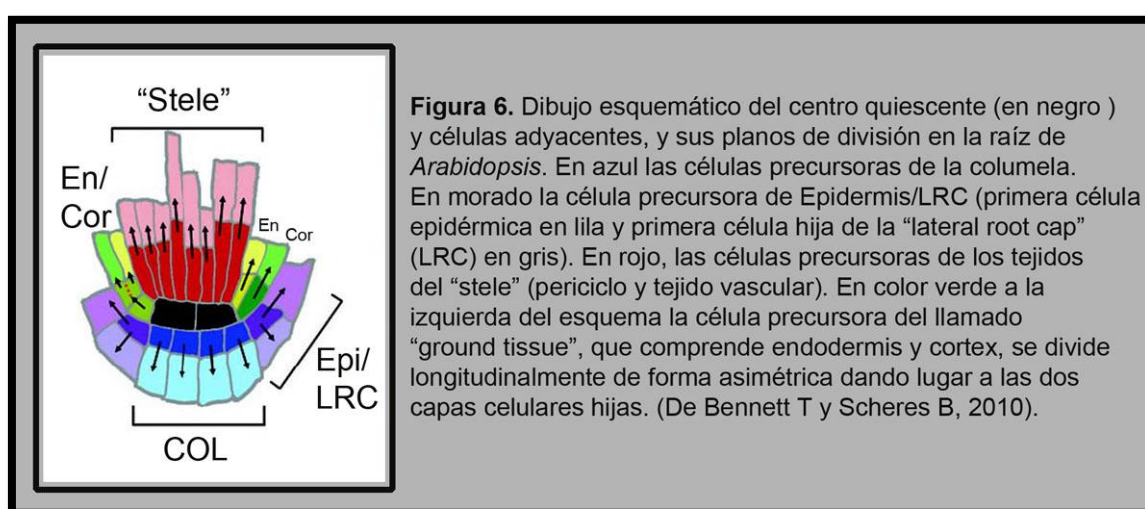 “Stele”
En/
Cor
En
Cor
Epi/
LRC
COL
Figura 6. Dibujo esquemático del centro quiescente (en negro )
y células adyacentes, y sus planos de división en la raíz de
Arabidopsis. En azul las células precursoras de la columela.
En morado la célula precursora de Epidermis/LRC (primera célula
epidérmica en lila y primera célula hija de la “lateral root cap”
(LRC) en gris). En rojo, las células precursoras de los tejidos
del “stele” (periciclo y tejido vascular). En color verde a la
izquierda del esquema la célula precursora del llamado
“ground tissue”, que comprende endodermis y cortex, se divide
longitudinalmente de forma asimétrica dando lugar a las dos
capas celulares hijas. (De Bennett T y Scheres B, 2010).